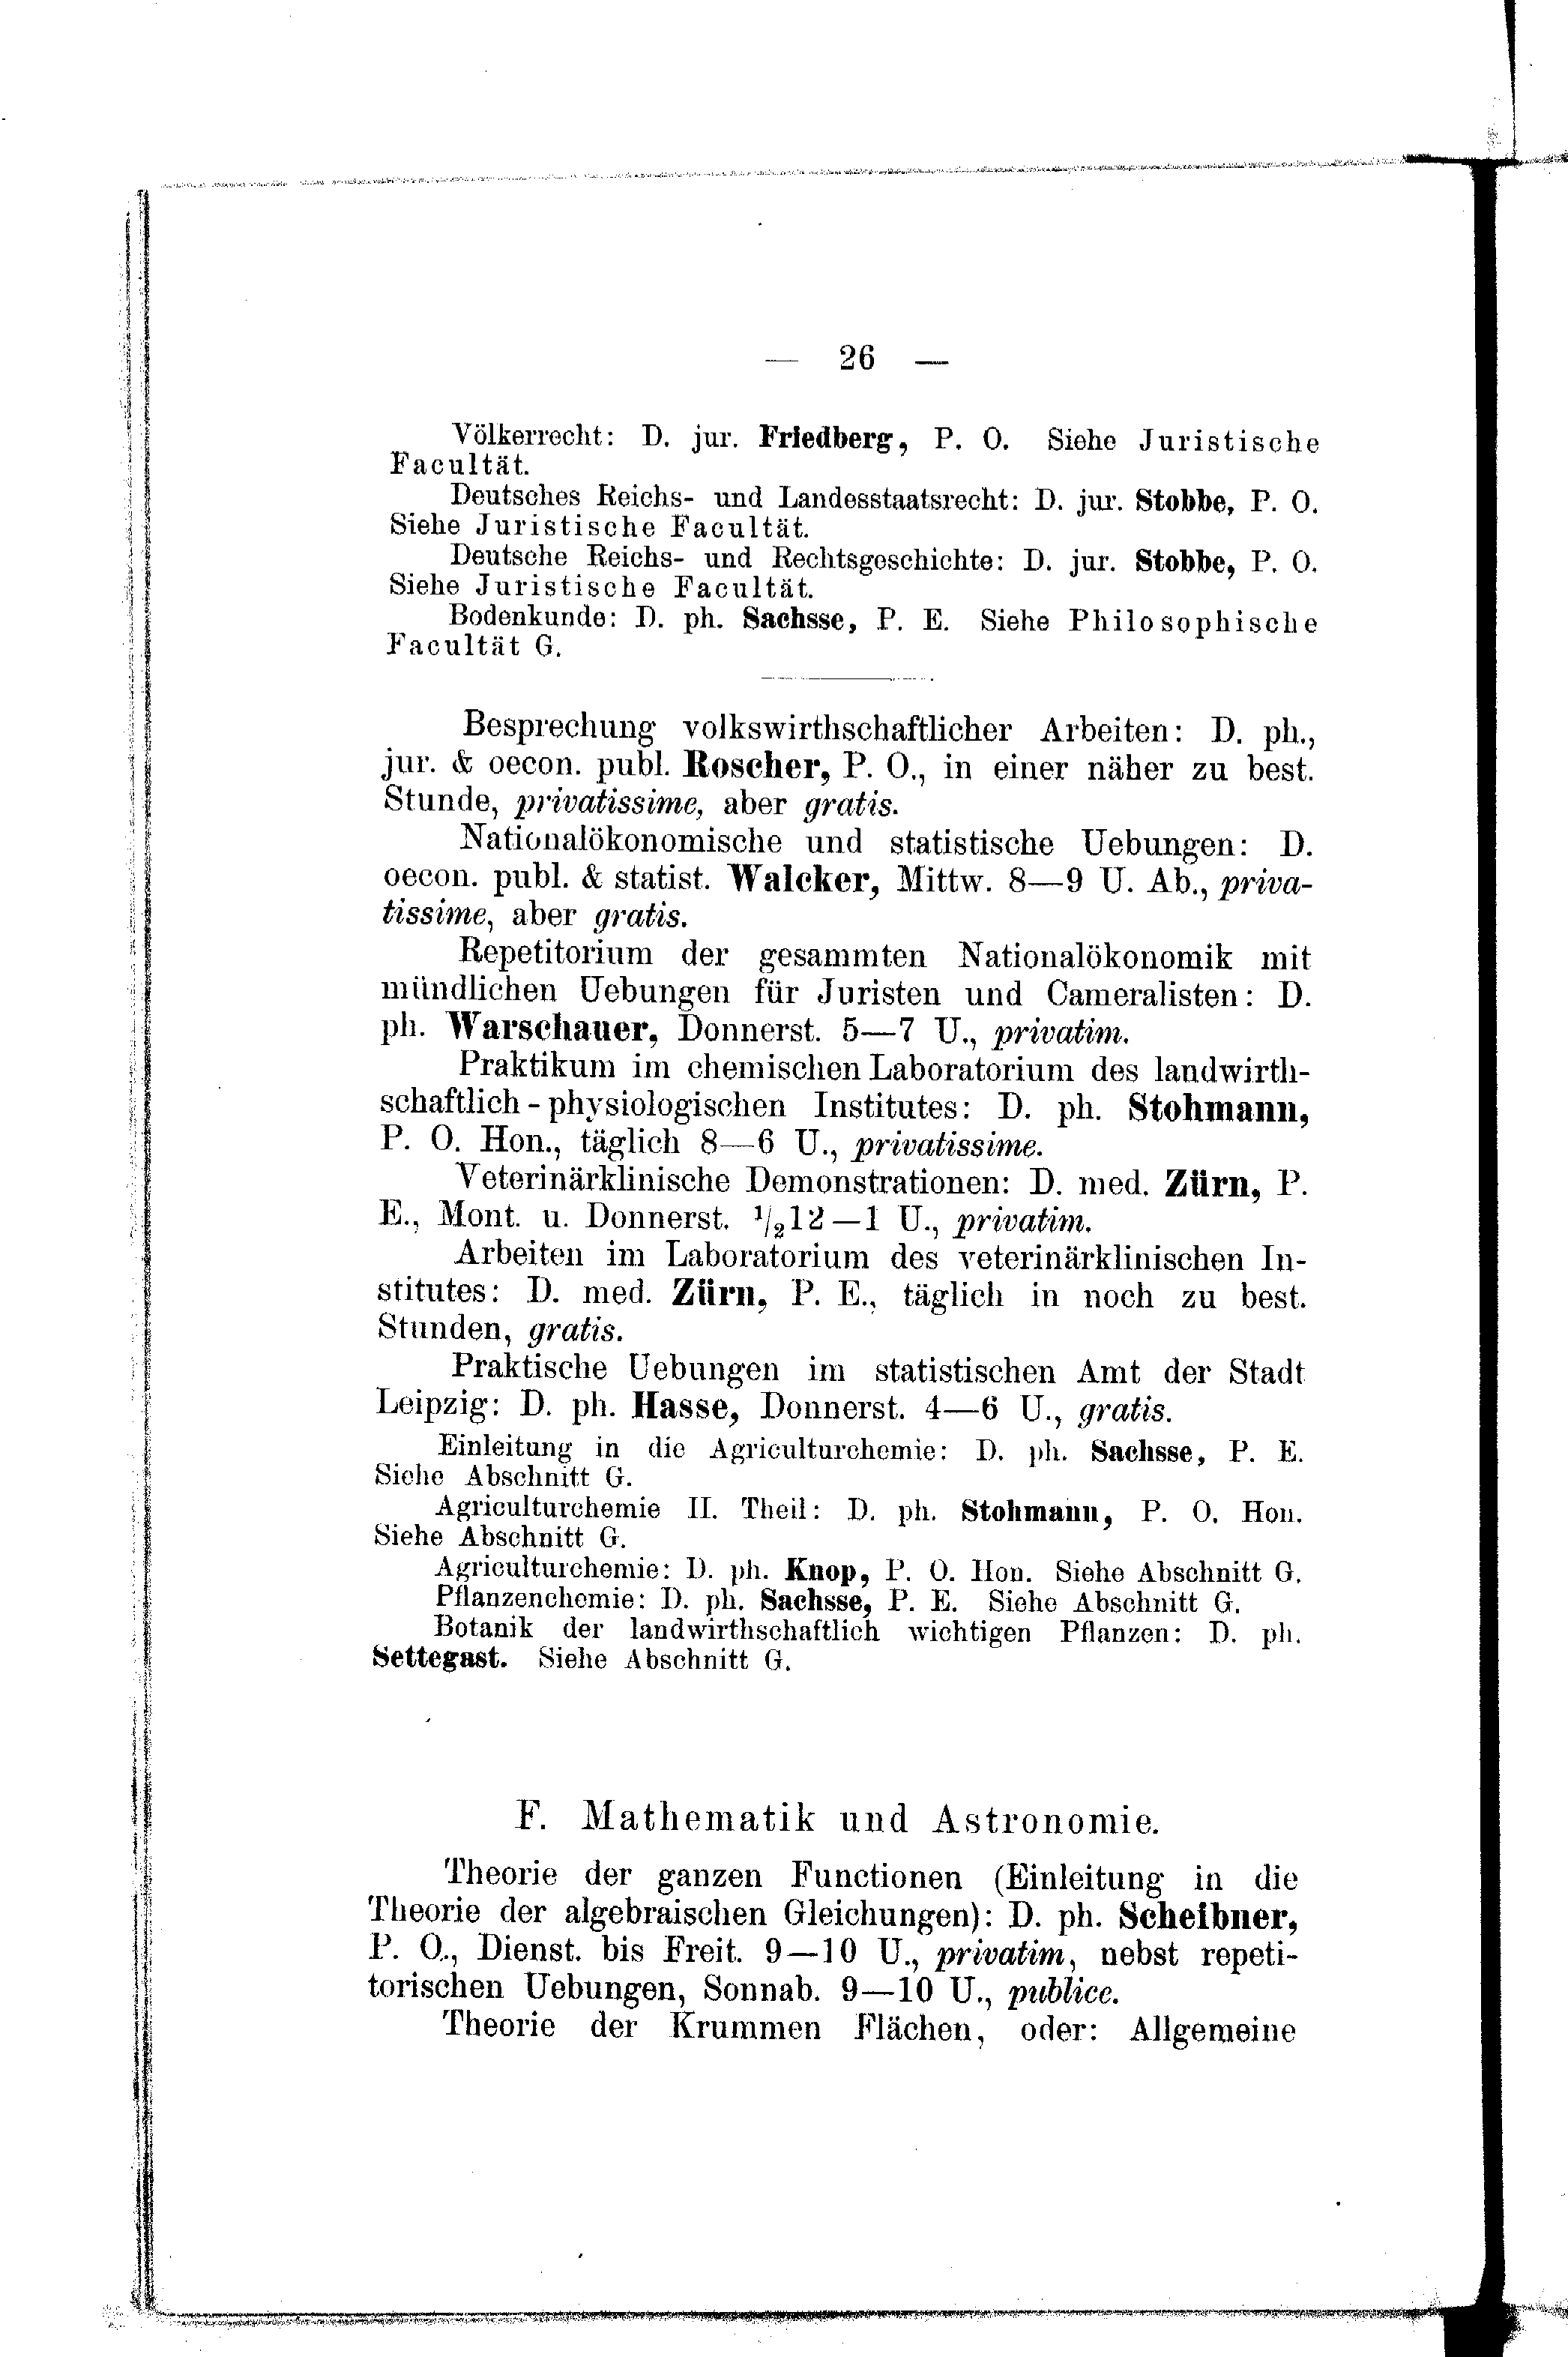 — 26 —
Völkerrecht: D. jur. Friedberg, P. O. Siehe Juristische
Facultät.
Deutsches Reichs- und Landesstaatsrecht: D. jur. Stobbe, P. O.
Siehe Juristische Facultät.
Deutsche Reichs- und Rechtsgeschichte: D. jur. Stobbe, P. O.
Siehe Juristische Facultät.
Bodenkunde: D. ph. Sachsse, P. E. Siehe Philosophische
Facultät G.
Besprechung volkswirthschaftlicher Arbeiten: D. ph.,
jur. & oecon. publ. Roscher, P. O., in einer näher zu best.
Stunde, privatissime, aber gratis.
Nationalökonomische und statistische Uebungen: D.
oecon. publ. & statist. Walcker, Mittw. 8—9 U. Ab., priva-
tissime, aber gratis.
Repetitorium der gesammten Nationalökonomik mit
mündlichen Uebungen für Juristen und Cameralisten: D.
ph. Warschauer, Donnerst. 5—7 U., privatim.
Praktikum im chemischen Laboratorium des landwirth-
schaftlich-physiologischen Institutes: D. ph. Stohmann,
P. O. Hon., täglich 8—6 U., privatissime.
Veterinärklinische Demonstrationen: D. med. Zürn, P.
E., Mont. u. Donnerst. 1/2 12—1 U., privatim.
Arbeiten im Laboratorium des veterinärklinischen In-
stitutes: D. med. Zürn, P. E., täglich in noch zu best.
Stunden, gratis.
Praktische Uebungen im statistischen Amt der Stadt
Leipzig: D. ph. Hasse, Donnerst. 4—6 U., gratis.
Einleitung in die Agriculturchemie: D. ph. Sachsse, P. E.
Siehe Abschnitt G.
Agriculturchemie II. Theil: D. ph. Stohmann, P. O. Hon.
Siehe Abschnitt G.
Agriculturchemie: D. ph. Knop, P. O. Hon. Siehe Abschnitt G.
Pflanzenchemie: D. ph. Sachsse, P. E. Siehe Abschnitt G.
Botanik der landwirthschaftlich wichtigen Pflanzen: D. ph.
Settegast. Siehe Abschnitt G.
F. Mathematik und Astronomie.
Theorie der ganzen Functionen (Einleitung in die
Theorie der algebraischen Gleichungen): D. ph. Scheibner,
P. O., Dienst. bis Freit. 9—10 U., privatim, nebst repeti-
torischen Uebungen, Sonnab. 9—10 U., publice.
Theorie der Krummen Flächen, oder: Allgemeine